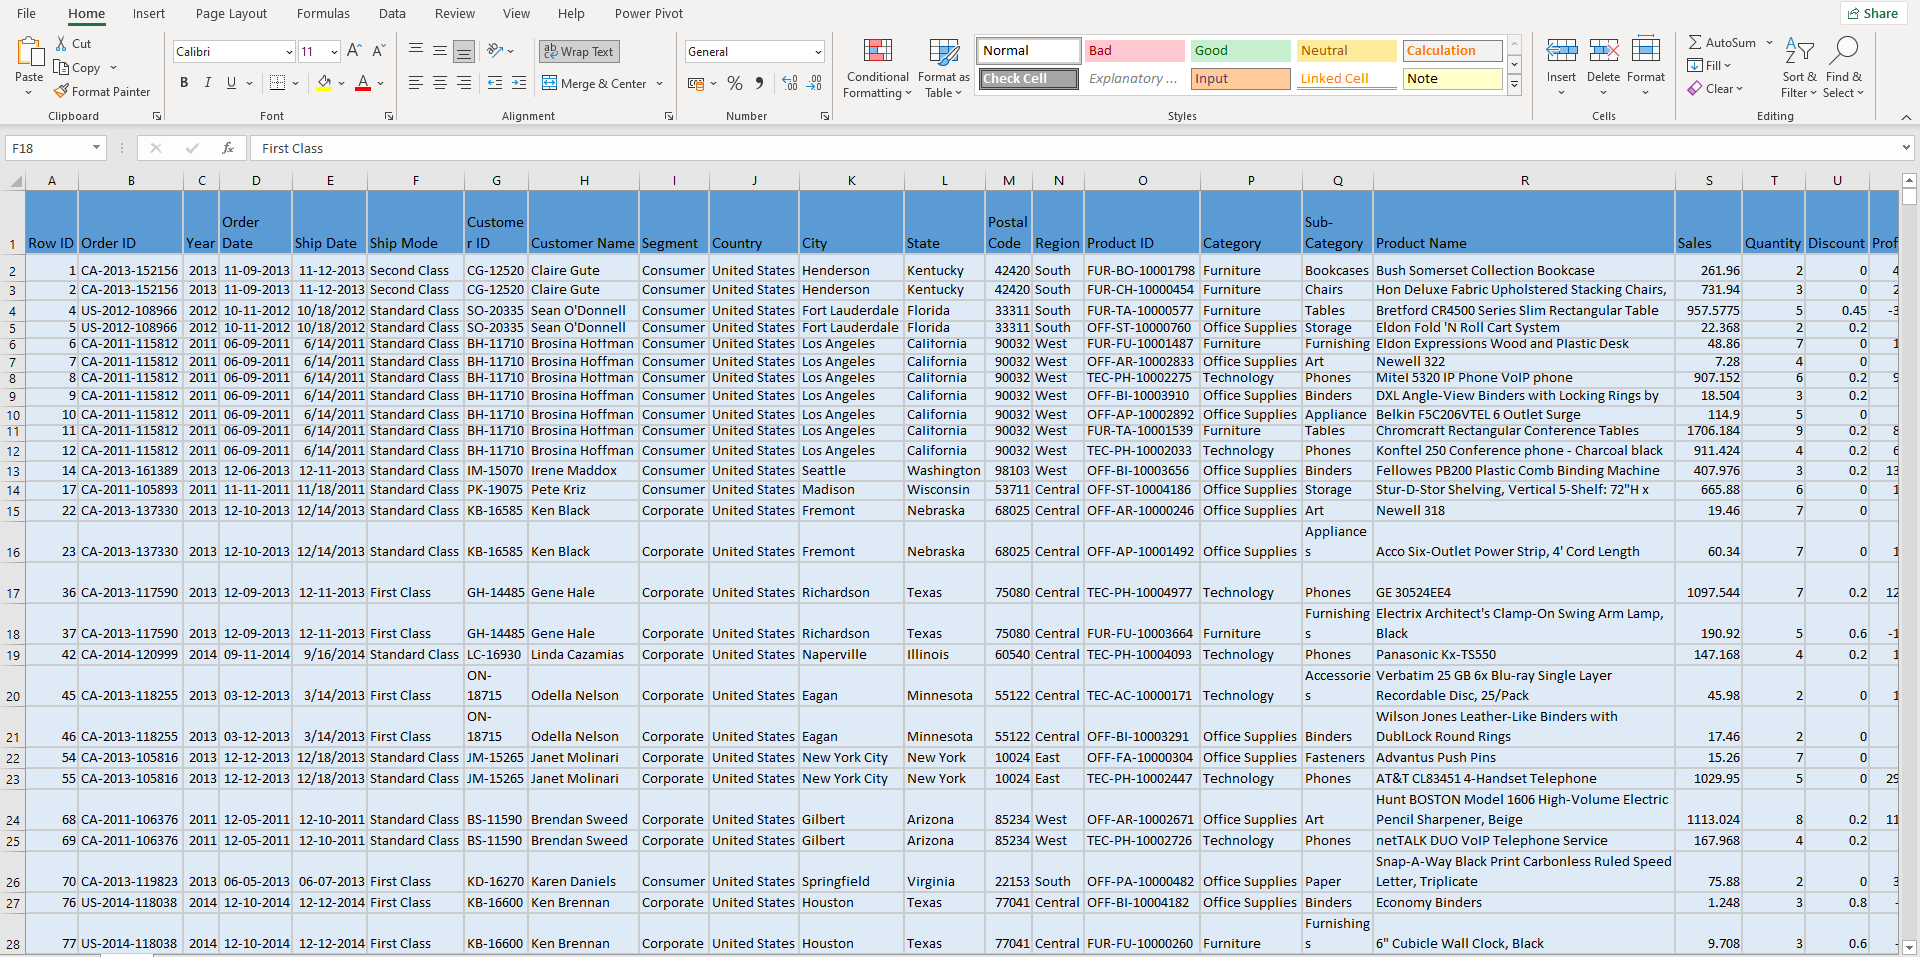 File Home Insert Page Layout Formulas Data Review View Help Power Pivot Share
Paste Cut Copy Format Painter Clipboard
Calibri 11 A A B I U A Font
ab Wrap Text Merge & Center Alignment
General % Number
Conditional Formatting Format as Table
Normal Bad Good Neutral Calculation
Check Cell Explanatory ... Input Linked Cell Note
Styles
Insert Delete Format Cells
AutoSum Fill Clear Sort & Filter Find & Select Editing
F18 fx First Class
A B C D E F G H I J K L M N O P Q R S T U
1 Row ID Order ID Year Order Date Ship Date Ship Mode Customer ID Customer Name Segment Country City State Postal Code Region Product ID Category Sub-Category Product Name Sales Quantity Discount Prof
2 1 CA-2013-152156 2013 11-09-2013 11-12-2013 Second Class CG-12520 Claire Gute Consumer United States Henderson Kentucky 42420 South FUR-BO-10001798 Furniture Bookcases Bush Somerset Collection Bookcase 261.96 2 0 4
3 2 CA-2013-152156 2013 11-09-2013 11-12-2013 Second Class CG-12520 Claire Gute Consumer United States Henderson Kentucky 42420 South FUR-CH-10000454 Furniture Chairs Hon Deluxe Fabric Upholstered Stacking Chairs, 731.94 3 0 2
4 4 US-2012-108966 2012 10-11-2012 10/18/2012 Standard Class SO-20335 Sean O'Donnell Consumer United States Fort Lauderdale Florida 33311 South FUR-TA-10000577 Furniture Tables Bretford CR4500 Series Slim Rectangular Table 957.5775 5 0.45 -3
5 5 US-2012-108966 2012 10-11-2012 10/18/2012 Standard Class SO-20335 Sean O'Donnell Consumer United States Fort Lauderdale Florida 33311 South OFF-ST-10000760 Office Supplies Storage Eldon Fold 'N Roll Cart System 22.368 2 0.2
6 6 CA-2011-115812 2011 06-09-2011 6/14/2011 Standard Class BH-11710 Brosina Hoffman Consumer United States Los Angeles California 90032 West FUR-FU-10001487 Furniture Furnishing Eldon Expressions Wood and Plastic Desk 48.86 7 0 1
7 7 CA-2011-115812 2011 06-09-2011 6/14/2011 Standard Class BH-11710 Brosina Hoffman Consumer United States Los Angeles California 90032 West OFF-AR-10002833 Office Supplies Art Newell 322 7.28 4 0
8 8 CA-2011-115812 2011 06-09-2011 6/14/2011 Standard Class BH-11710 Brosina Hoffman Consumer United States Los Angeles California 90032 West TEC-PH-10002275 Technology Phones Mitel 5320 IP Phone VoIP phone 907.152 6 0.2 9
9 9 CA-2011-115812 2011 06-09-2011 6/14/2011 Standard Class BH-11710 Brosina Hoffman Consumer United States Los Angeles California 90032 West OFF-BI-10003910 Office Supplies Binders DXL Angle-View Binders with Locking Rings by 18.504 3 0.2
10 10 CA-2011-115812 2011 06-09-2011 6/14/2011 Standard Class BH-11710 Brosina Hoffman Consumer United States Los Angeles California 90032 West OFF-AP-10002892 Office Supplies Appliance Belkin F5C206VTEL 6 Outlet Surge 114.9 5 0
11 11 CA-2011-115812 2011 06-09-2011 6/14/2011 Standard Class BH-11710 Brosina Hoffman Consumer United States Los Angeles California 90032 West FUR-TA-10001539 Furniture Tables Chromcraft Rectangular Conference Tables 1706.184 9 0.2 8
12 12 CA-2011-115812 2011 06-09-2011 6/14/2011 Standard Class BH-11710 Brosina Hoffman Consumer United States Los Angeles California 90032 West TEC-PH-10002033 Technology Phones Konftel 250 Conference phone - Charcoal black 911.424 4 0.2 6
13 14 CA-2013-161389 2013 12-06-2013 12-11-2013 Standard Class IM-15070 Irene Maddox Consumer United States Seattle Washington 98103 West OFF-BI-10003656 Office Supplies Binders Fellowes PB200 Plastic Comb Binding Machine 407.976 3 0.2 13
14 17 CA-2011-105893 2011 11-11-2011 11/18/2011 Standard Class PK-19075 Pete Kriz Consumer United States Madison Wisconsin 53711 Central OFF-ST-10004186 Office Supplies Storage Stur-D-Stor Shelving, Vertical 5-Shelf: 72"H x 665.88 6 0 1
15 22 CA-2013-137330 2013 12-10-2013 12/14/2013 Standard Class KB-16585 Ken Black Corporate United States Fremont Nebraska 68025 Central OFF-AR-10000246 Office Supplies Art Newell 318 19.46 7 0
16 23 CA-2013-137330 2013 12-10-2013 12/14/2013 Standard Class KB-16585 Ken Black Corporate United States Fremont Nebraska 68025 Central OFF-AP-10001492 Office Supplies Appliances Acco Six-Outlet Power Strip, 4' Cord Length 60.34 7 0 1
17 36 CA-2013-117590 2013 12-09-2013 12-11-2013 First Class GH-14485 Gene Hale Corporate United States Richardson Texas 75080 Central TEC-PH-10004977 Technology Phones GE 30524EE4 1097.544 7 0.2 12
18 37 CA-2013-117590 2013 12-09-2013 12-11-2013 First Class GH-14485 Gene Hale Corporate United States Richardson Texas 75080 Central FUR-FU-10003664 Furniture Furnishings Electrix Architect's Clamp-On Swing Arm Lamp, Black 190.92 5 0.6 -1
19 42 CA-2014-120999 2014 09-11-2014 9/16/2014 Standard Class LC-16930 Linda Cazamias Corporate United States Naperville Illinois 60540 Central TEC-PH-10004093 Technology Phones Panasonic Kx-TS550 147.168 4 0.2 1
20 45 CA-2013-118255 2013 03-12-2013 3/14/2013 First Class ON-18715 Odella Nelson Corporate United States Eagan Minnesota 55122 Central TEC-AC-10000171 Technology Accessories Verbatim 25 GB 6x Blu-ray Single Layer Recordable Disc, 25/Pack 45.98 2 0 1
21 46 CA-2013-118255 2013 03-12-2013 3/14/2013 First Class ON-18715 Odella Nelson Corporate United States Eagan Minnesota 55122 Central OFF-BI-10003291 Office Supplies Binders Wilson Jones Leather-Like Binders with DublLock Round Rings 17.46 2 0
22 54 CA-2013-105816 2013 12-12-2013 12/18/2013 Standard Class JM-15265 Janet Molinari Corporate United States New York City New York 10024 East OFF-FA-10000304 Office Supplies Fasteners Advantus Push Pins 15.26 7 0
23 55 CA-2013-105816 2013 12-12-2013 12/18/2013 Standard Class JM-15265 Janet Molinari Corporate United States New York City New York 10024 East TEC-PH-10002447 Technology Phones AT&T CL83451 4-Handset Telephone 1029.95 5 0 29
24 68 CA-2011-106376 2011 12-05-2011 12-10-2011 Standard Class BS-11590 Brendan Sweed Corporate United States Gilbert Arizona 85234 West OFF-AR-10002671 Office Supplies Art Hunt BOSTON Model 1606 High-Volume Electric Pencil Sharpener, Beige 1113.024 8 0.2 11
25 69 CA-2011-106376 2011 12-05-2011 12-10-2011 Standard Class BS-11590 Brendan Sweed Corporate United States Gilbert Arizona 85234 West TEC-PH-10002726 Technology Phones netTALK DUO VoIP Telephone Service 167.968 4 0.2
26 70 CA-2013-119823 2013 06-05-2013 06-07-2013 First Class KD-16270 Karen Daniels Consumer United States Springfield Virginia 22153 South OFF-PA-10000482 Office Supplies Paper Snap-A-Way Black Print Carbonless Ruled Speed Letter, Triplicate 75.88 2 0 3
27 76 US-2014-118038 2014 12-10-2014 12-12-2014 First Class KB-16600 Ken Brennan Corporate United States Houston Texas 77041 Central OFF-BI-10004182 Office Supplies Binders Economy Binders 1.248 3 0.8 -
28 77 US-2014-118038 2014 12-10-2014 12-12-2014 First Class KB-16600 Ken Brennan Corporate United States Houston Texas 77041 Central FUR-FU-10000260 Furniture Furnishings 6" Cubicle Wall Clock, Black 9.708 3 0.6 -